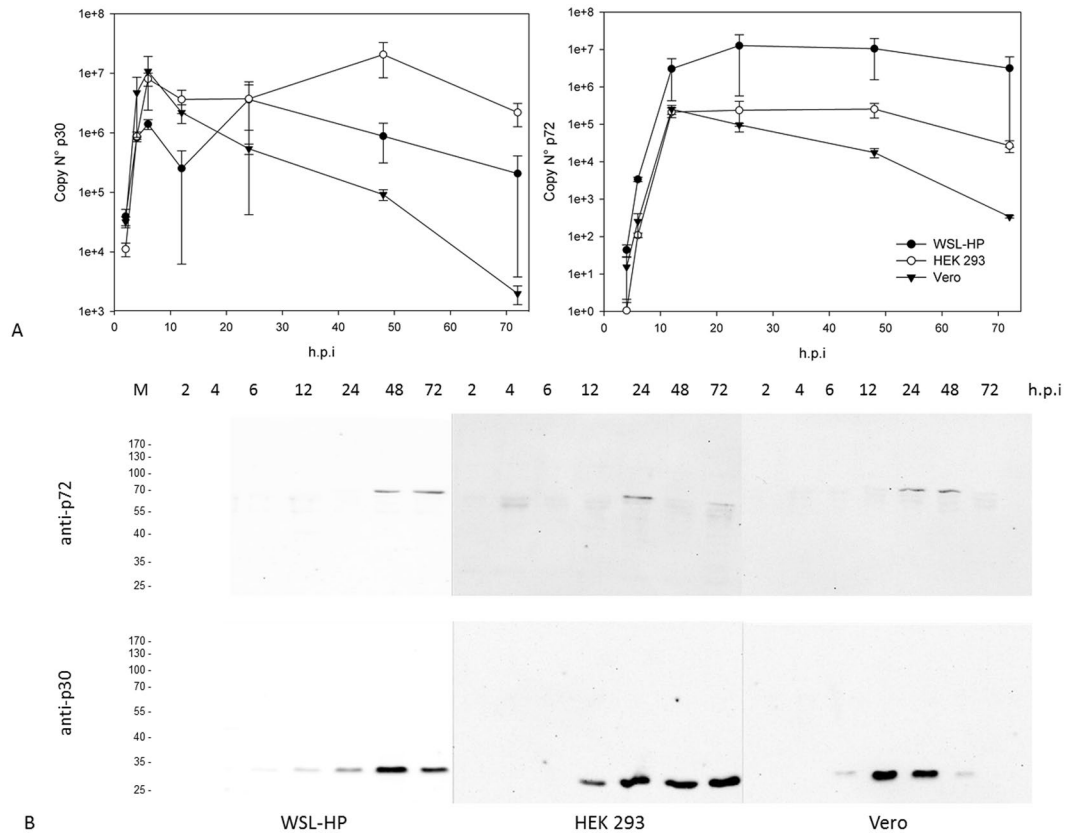 1e+8
1e+7
1e+6
1e+5
1e+4
1e+3
Copy N° p30
0 10 20 30 40 50 60 70
h.p.i
1e+8
1e+7
1e+6
1e+5
1e+4
1e+3
1e+2
1e+1
1e+0
Copy N° p72
WSL-HP
HEK 293
Vero
0 10 20 30 40 50 60 70
h.p.i
A
M 2 4 6 12 24 48 72 2 4 6 12 24 48 72 2 4 6 12 24 48 72 h.p.i
anti-p72
170 -
130 -
100 -
70 -
55 -
40 -
35 -
25 -
anti-p30
170 -
130 -
100 -
70 -
55 -
40 -
35 -
25 -
B WSL-HP HEK 293 Vero